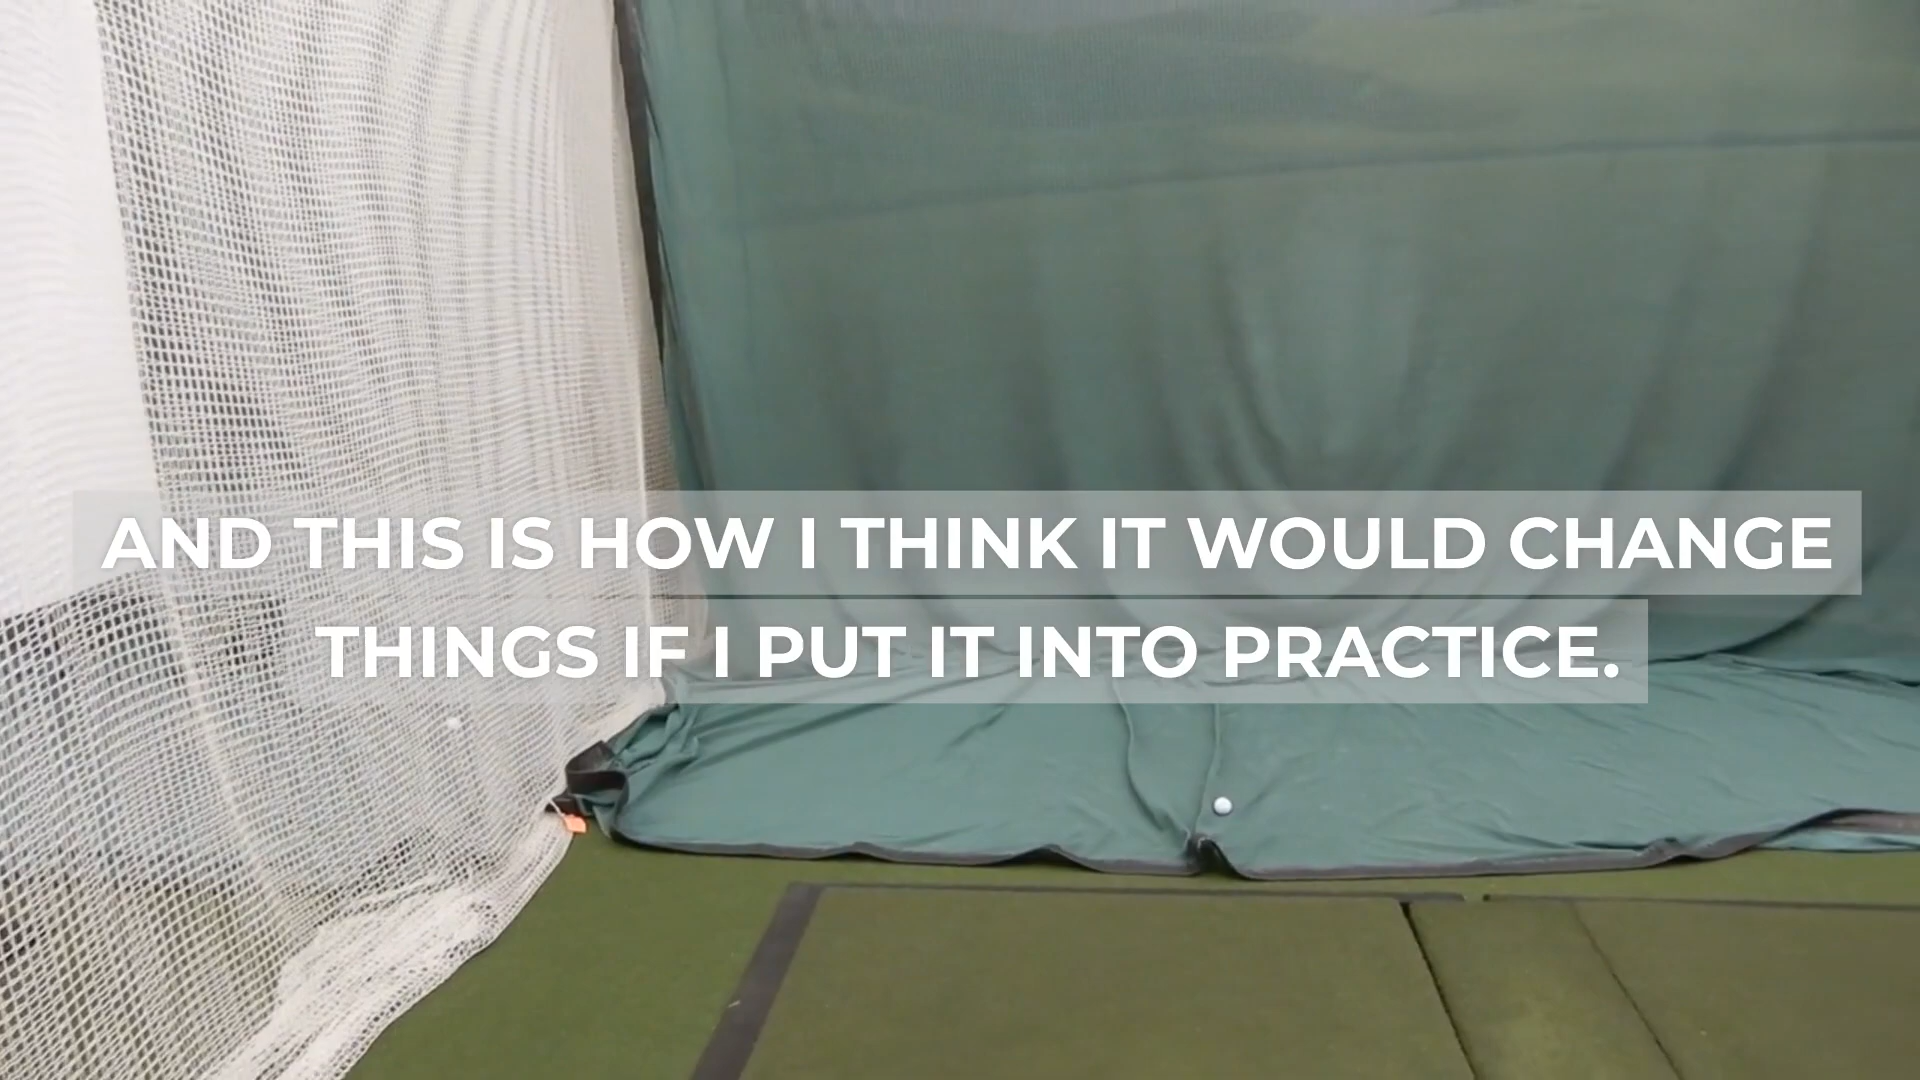 AND THIS IS HOW I THINK IT WOULD CHANGE
THINGS IF I PUT IT INTO PRACTICE.